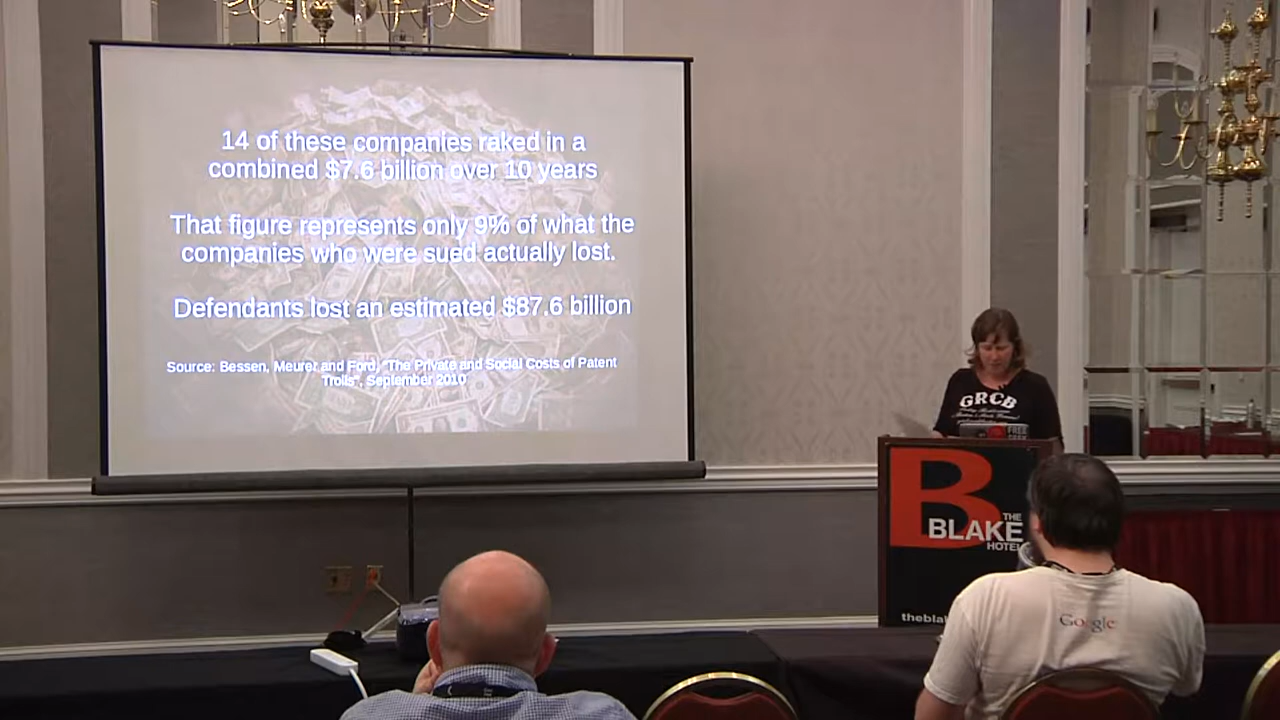 14 of these companies raked in a
combined $7.6 billion over 10 years
That figure represents only 9% of what the
companies who were sued actually lost.
Defendants lost an estimated $87.6 billion
Source: Bessen, Meurer and Ford, "The Private and Social Costs of Patent
Trolls", September 2010
GRCB
FREE
B
THE
BLAKE
HOTEL
thebla
Google